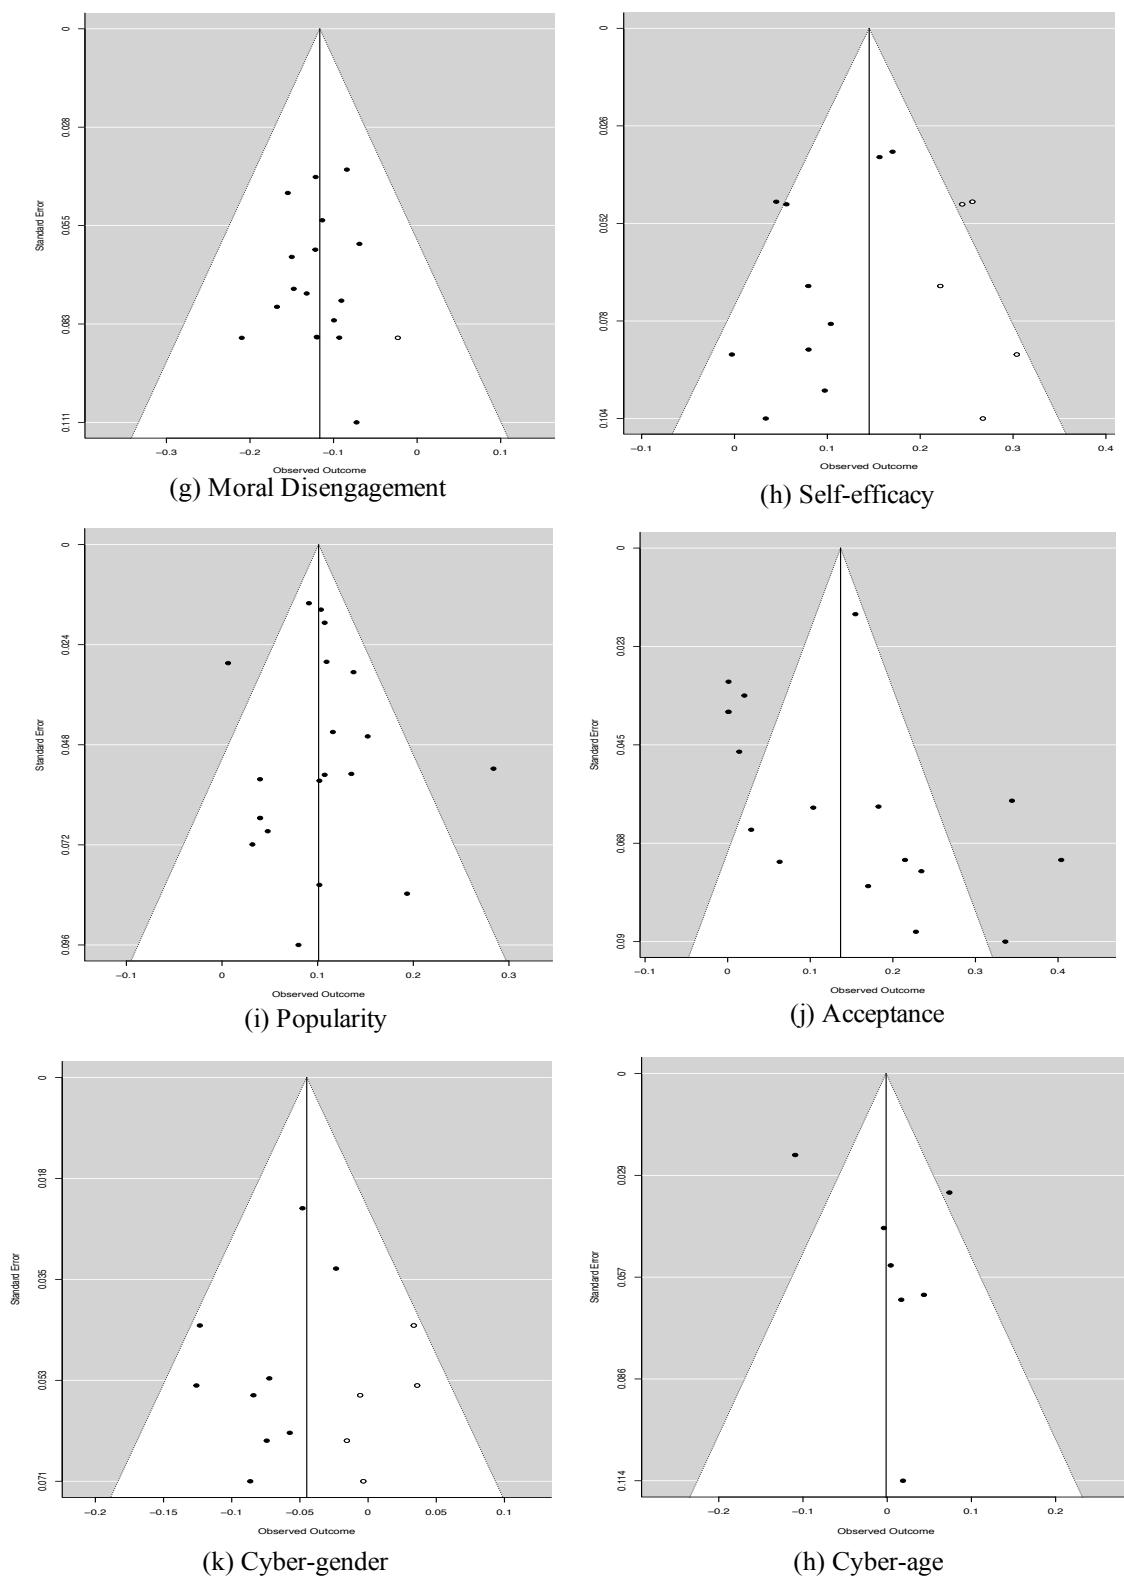 0
0.028
0.055
0.083
0.111
Standard Error
−0.3 −0.2 −0.1 0 0.1
Observed Outcome
(g) Moral Disengagement
0
0.026
0.052
0.078
0.104
−0.1 0 0.1 0.2 0.3 0.4
Observed Outcome
(h) Self-efficacy
0
0.024
0.048
0.072
0.096
Standard Error
−0.1 0 0.1 0.2 0.3
Observed Outcome
(i) Popularity
0
0.023
0.045
0.068
0.09
Standard Error
−0.1 0 0.1 0.2 0.3 0.4
Observed Outcome
(j) Acceptance
0
0.018
0.035
0.053
0.071
Standard Error
−0.2 −0.15 −0.1 −0.05 0 0.05 0.1
Observed Outcome
(k) Cyber-gender
0
0.029
0.057
0.086
0.114
Standard Error
−0.2 −0.1 0 0.1 0.2
Observed Outcome
(h) Cyber-age